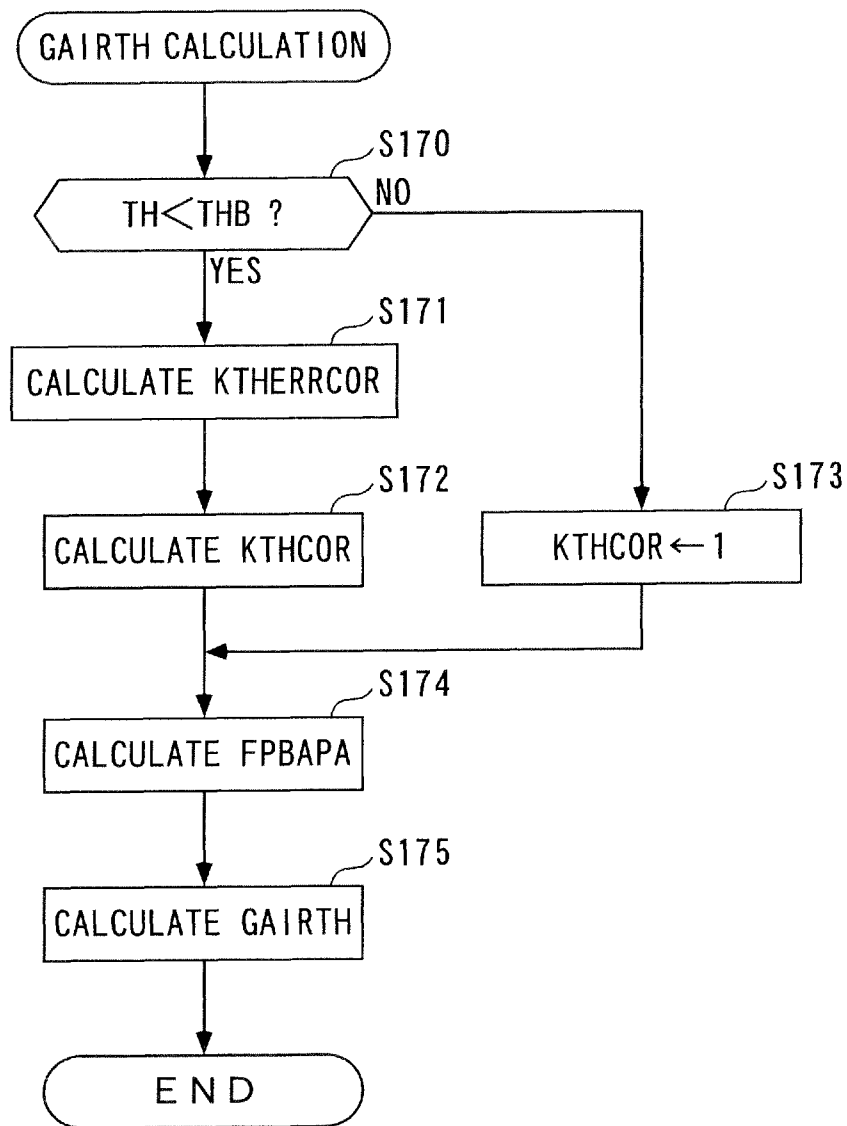 GAIRTH CALCULATION
S170
TH<THB ?
NO
YES
S171
CALCULATE KTHERRCOR
S172
CALCULATE KTHCOR
S173
KTHCOR←1
S174
CALCULATE FPBAPA
S175
CALCULATE GAIRTH
END